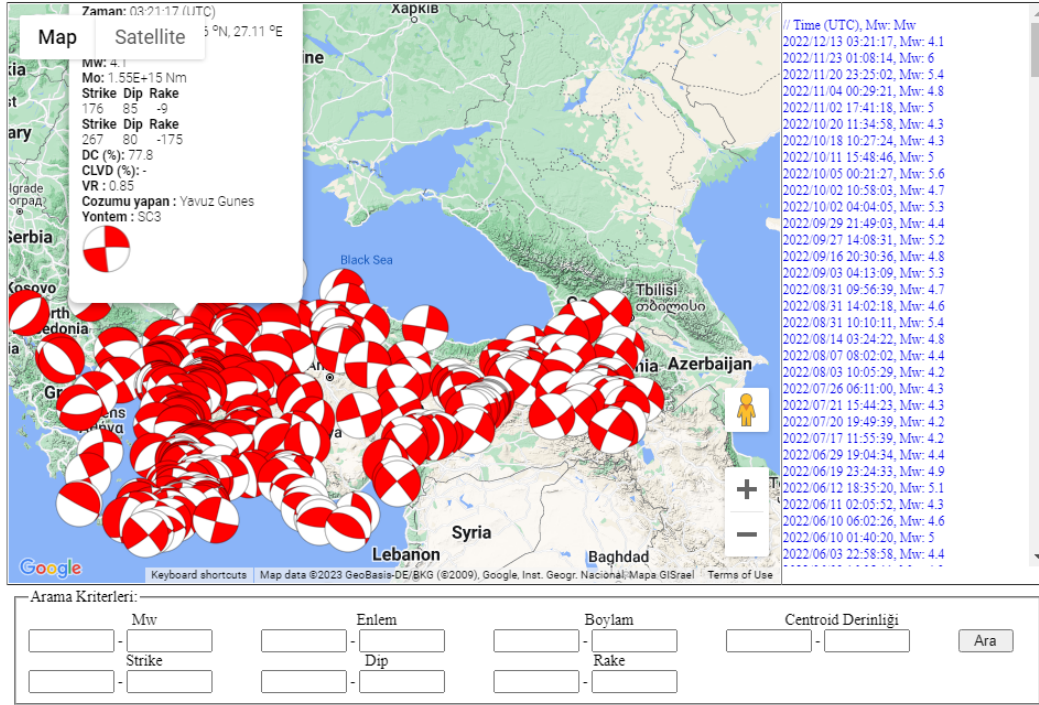 Zaman: 03:21:17 (UTC)
Map
Satellite
°N, 27.11 °E
Mw: 4.1
Mo: 1.55E+15 Nm
Strike Dip Rake
176 85 -9
Strike Dip Rake
267 80 -175
DC (%): 77.8
CLVD (%): -
VR : 0.85
Cozumu yapan : Yavuz Gunes
Yontem : SC3
Харків
ine
kia
st
ary
lgrade
оград
Serbia
Kosovo
orth
edonia
Gr
ens
Αθήνα
Black Sea
An
ya
Tbilisi
თბილისი
nia
Azerbaijan
Syria
Lebanon
Baghdad
Google
Keyboard shortcuts
Map data ©2023 GeoBasis-DE/BKG (©2009), Google, Inst. Geogr. Nacional, Mapa GISrael
Terms of Use
// Time (UTC), Mw: Mw
2022/12/13 03:21:17, Mw: 4.1
2022/11/23 01:08:14, Mw: 6
2022/11/20 23:25:02, Mw: 5.4
2022/11/04 00:29:21, Mw: 4.8
2022/11/02 17:41:18, Mw: 5
2022/10/20 11:34:58, Mw: 4.3
2022/10/18 10:27:24, Mw: 4.3
2022/10/11 15:48:46, Mw: 5
2022/10/05 00:21:27, Mw: 5.6
2022/10/02 10:58:03, Mw: 4.7
2022/10/02 04:04:05, Mw: 5.3
2022/09/29 21:49:03, Mw: 4.4
2022/09/27 14:08:31, Mw: 5.2
2022/09/16 20:30:36, Mw: 4.8
2022/09/03 04:13:09, Mw: 5.3
2022/08/31 09:56:39, Mw: 4.7
2022/08/31 14:02:18, Mw: 4.6
2022/08/31 10:10:11, Mw: 5.4
2022/08/14 03:24:22, Mw: 4.8
2022/08/07 08:02:02, Mw: 4.4
2022/08/03 10:05:29, Mw: 4.2
2022/07/26 06:11:00, Mw: 4.3
2022/07/21 15:44:23, Mw: 4.3
2022/07/20 19:49:39, Mw: 4.2
2022/07/17 11:55:39, Mw: 4.2
2022/06/29 19:04:34, Mw: 4.4
2022/06/19 23:24:33, Mw: 4.9
2022/06/12 18:35:20, Mw: 5.1
2022/06/11 02:05:52, Mw: 4.3
2022/06/10 06:02:26, Mw: 4.6
2022/06/10 01:40:20, Mw: 5
2022/06/03 22:58:58, Mw: 4.4
Arama Kriterleri:
Mw Enlem Boylam Centroid Derinliği
- - - - Ara
Strike Dip Rake
- - -